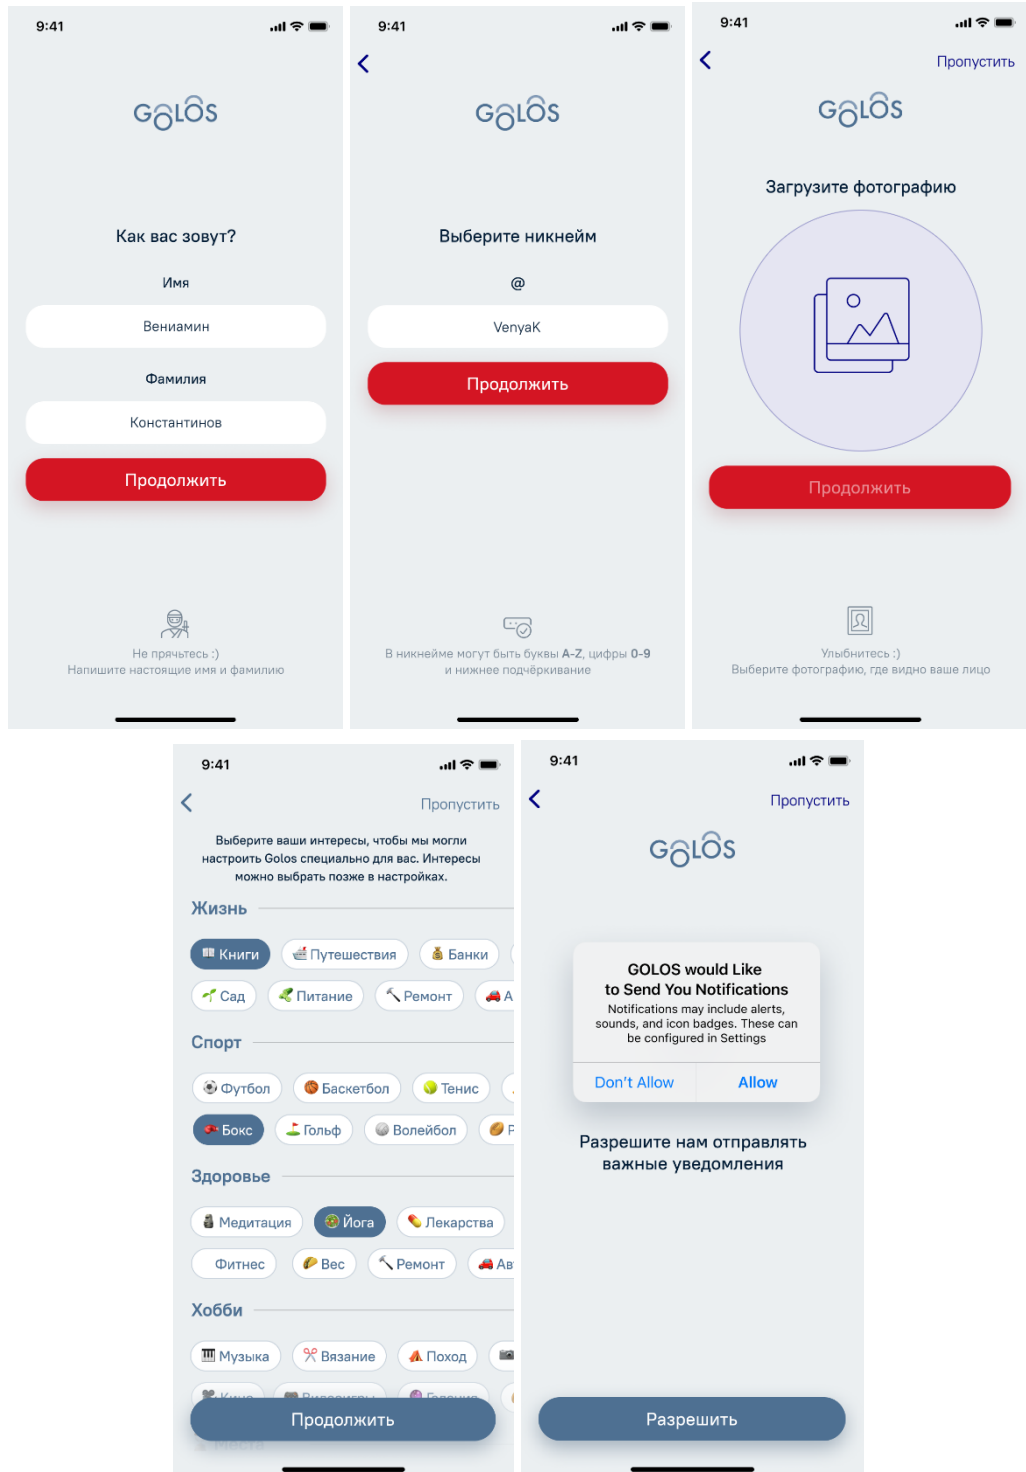 9:41
GOLOS
Как вас зовут?
Имя
Вениамин
Фамилия
Константинов
Продолжить
Не прячьтесь :)
Напишите настоящие имя и фамилию
9:41
GOLOS
Выберите никнейм
@
VenyaK
Продолжить
В никнейме могут быть буквы A-Z, цифры 0-9
и нижнее подчёркивание
9:41
Пропустить
GOLOS
Загрузите фотографию
Продолжить
Улыбнитесь :)
Выберите фотографию, где видно ваше лицо
9:41
Пропустить
Выберите ваши интересы, чтобы мы могли
настроить Golos специально для вас. Интересы
можно выбрать позже в настройках.
Жизнь
Книги Путешествия Банки
Сад Питание Ремонт А
Спорт
Футбол Баскетбол Тенис
Бокс Гольф Волейбол Р
Здоровье
Медитация Йога Лекарства
Фитнес Вес Ремонт Ав
Хобби
Музыка Вязание Поход
Кино Видеоигры Гадание
Продолжить
Места
9:41
Пропустить
GOLOS
GOLOS would Like
to Send You Notifications
Notifications may include alerts,
sounds, and icon badges. These can
be configured in Settings
Don't Allow Allow
Разрешите нам отправлять
важные уведомления
Разрешить